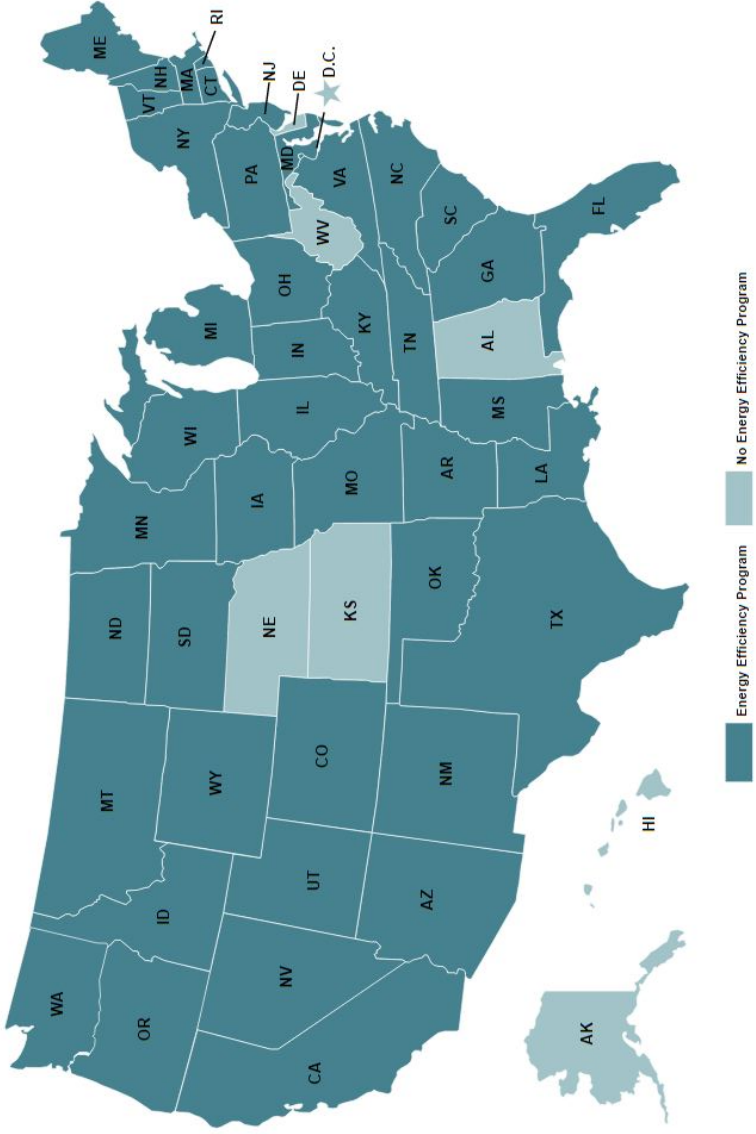 WA
MT
ND
MN
ME
VT
NH
MA
RI
CT
NY
OR
ID
WY
SD
WI
MI
PA
NJ
DE
D.C.
MD
NE
IA
IL
IN
OH
WV
VA
NV
UT
CO
KS
MO
KY
NC
CA
AZ
NM
OK
AR
TN
SC
TX
LA
MS
AL
GA
FL
AK
HI
Energy Efficiency Program
No Energy Efficiency Program